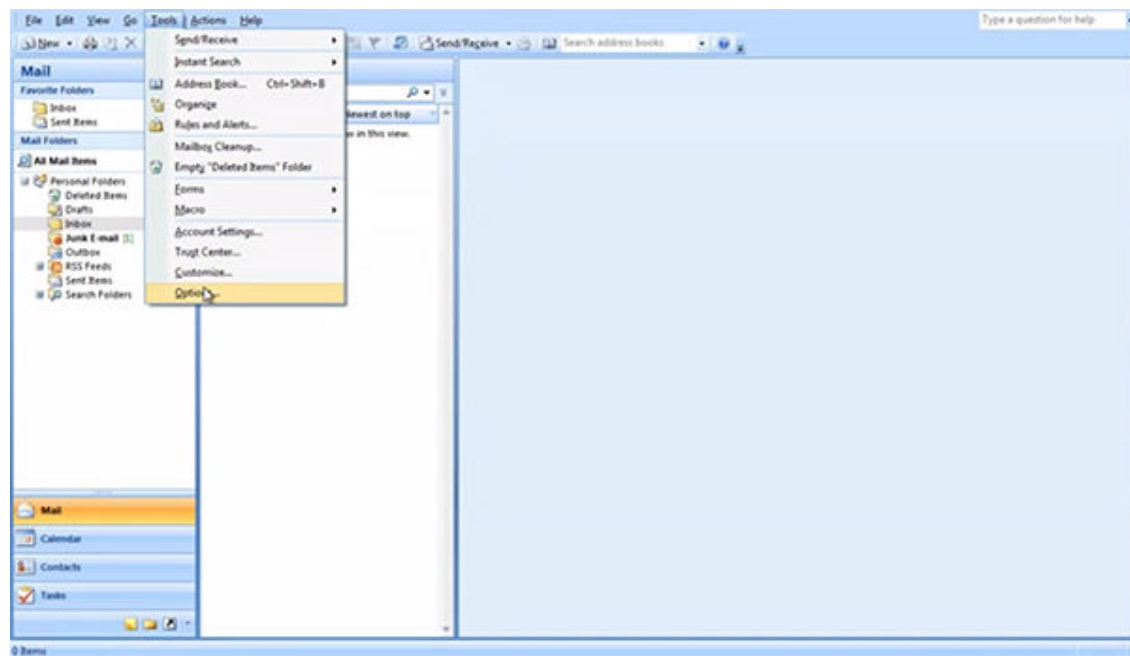 File Edit View Go Tools Actions Help Type a question for help
New Send/Receive Search address books
Mail
Favorite Folders
Inbox
Sent Items
Mail Folders
All Mail Items
Personal Folders
Deleted Items
Drafts
Inbox
Junk E-mail [1]
Outbox
RSS Feeds
Sent Items
Search Folders
Send/Receive
Instant Search
Address Book... Ctrl+Shift+B
Organize
Rules and Alerts...
Mailbox Cleanup...
Empty "Deleted Items" Folder
Forms
Macro
Account Settings...
Trust Center...
Customize...
Options...
Newest on top
in this view.
Mail
Calendar
Contacts
Tasks
0 Items